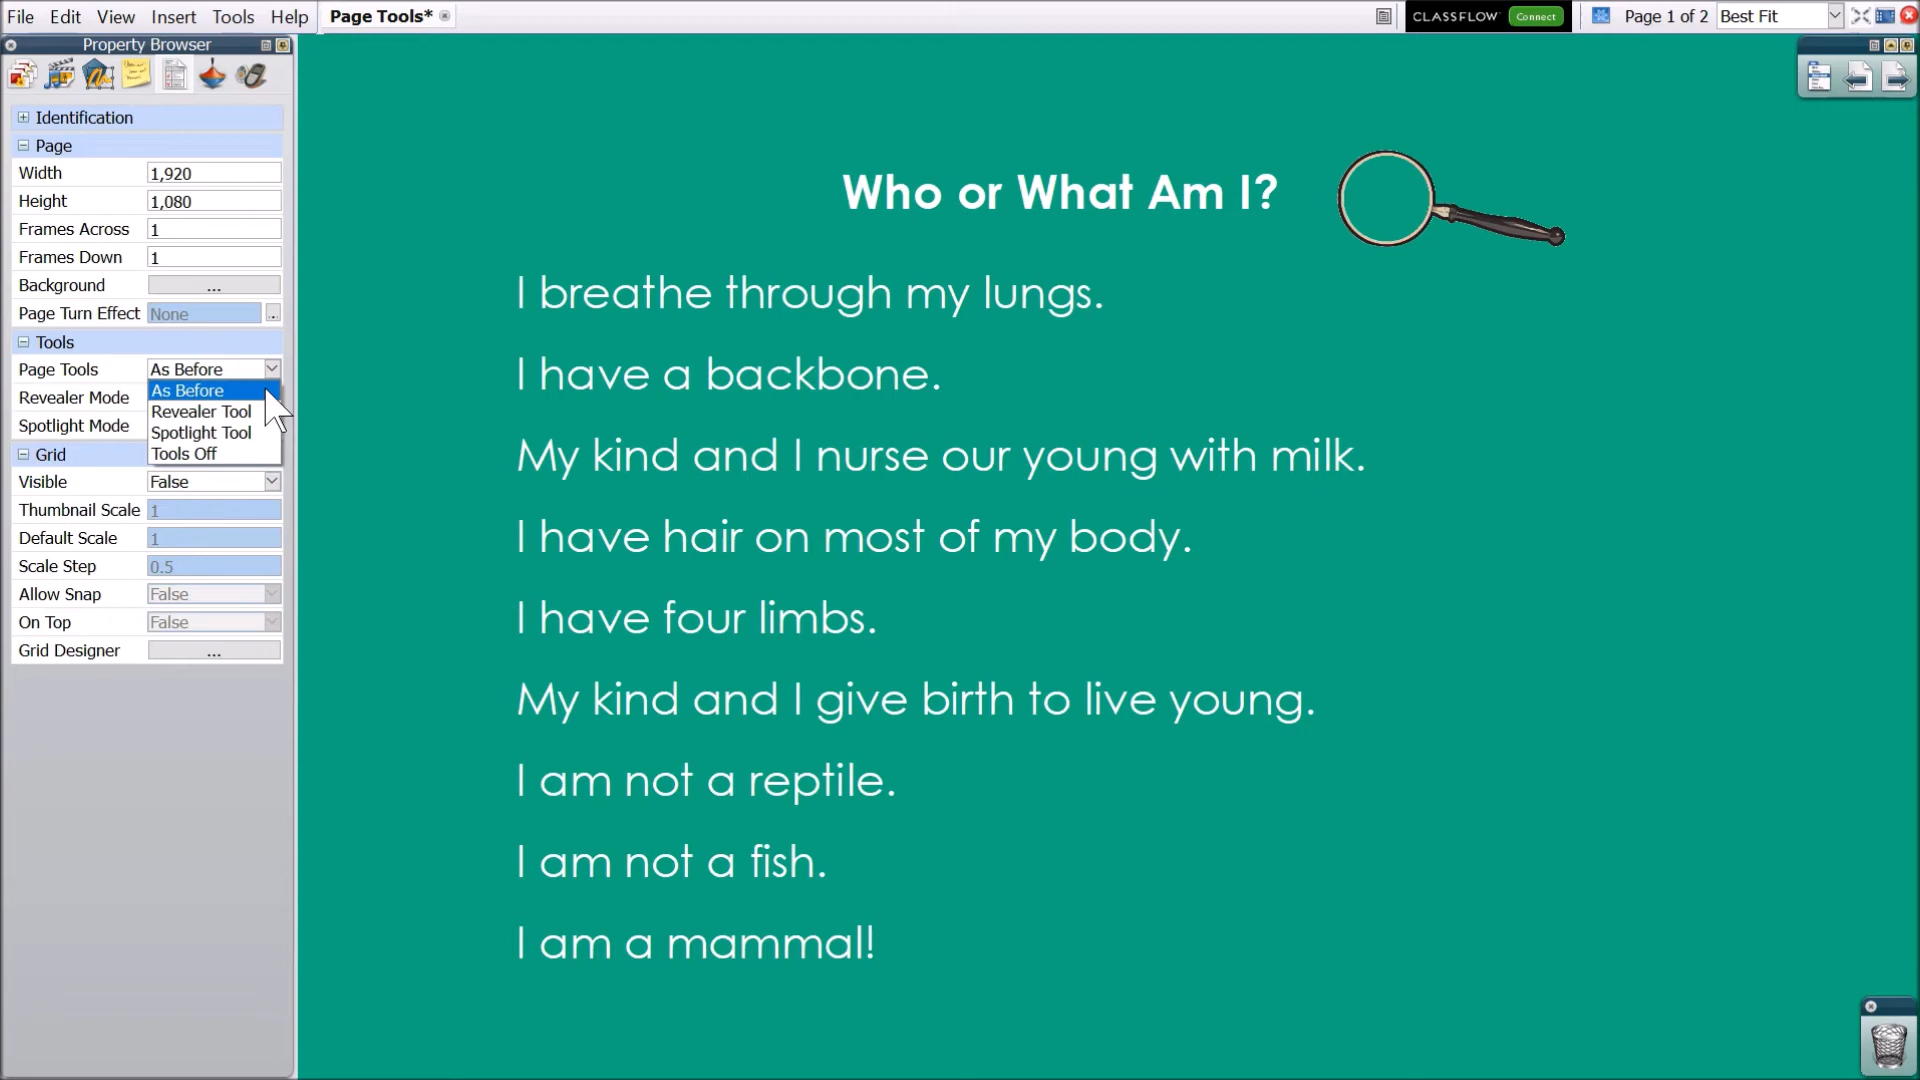 File Edit View Insert Tools Help Page Tools* CLASSFLOW Connect Page 1 of 2 Best Fit
Property Browser
Identification
Page
Width 1,920
Height 1,080
Frames Across 1
Frames Down 1
Background ...
Page Turn Effect None ...
Tools
Page Tools As Before
As Before
Revealer Mode Revealer Tool
Spotlight Mode Spotlight Tool
Tools Off
Grid
Visible False
Thumbnail Scale 1
Default Scale 1
Scale Step 0.5
Allow Snap False
On Top False
Grid Designer ...
Who or What Am I?
I breathe through my lungs.
I have a backbone.
My kind and I nurse our young with milk.
I have hair on most of my body.
I have four limbs.
My kind and I give birth to live young.
I am not a reptile.
I am not a fish.
I am a mammal!